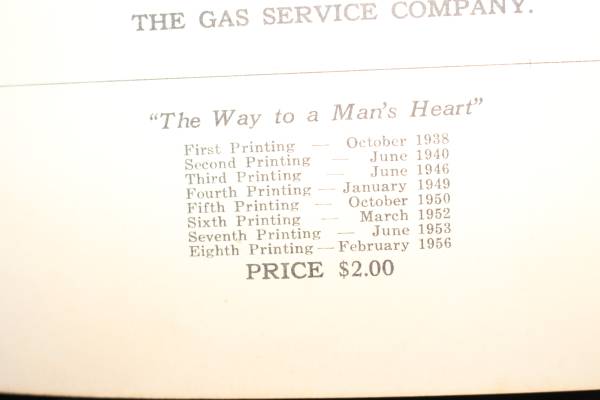 THE GAS SERVICE COMPANY.
"The Way to a Man's Heart"
First Printing — October 1938
Second Printing — June 1940
Third Printing — June 1946
Fourth Printing — January 1949
Fifth Printing — October 1950
Sixth Printing — March 1952
Seventh Printing — June 1953
Eighth Printing — February 1956
PRICE $2.00